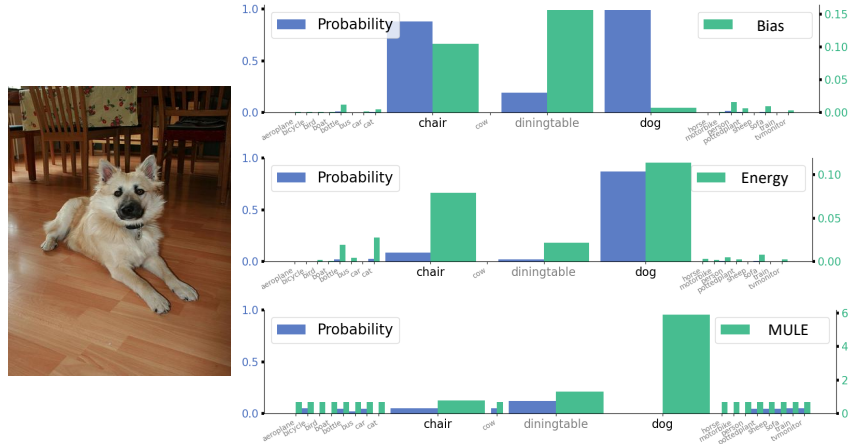 1.0
Probability
Bias
0.15
0.10
0.5
0.05
0.0
0.00
aeroplane bicycle bird boat bottle bus car cat chair cow diningtable dog horse motorbike person pottedplant sheep sofa train tvmonitor
1.0
Probability
Energy
0.10
0.5
0.05
0.0
0.00
aeroplane bicycle bird boat bottle bus car cat chair cow diningtable dog horse motorbike person pottedplant sheep sofa train tvmonitor
1.0
Probability
MULE
6
4
0.5
2
0.0
0
aeroplane bicycle bird boat bottle bus car cat chair cow diningtable dog horse motorbike person pottedplant sheep sofa train tvmonitor